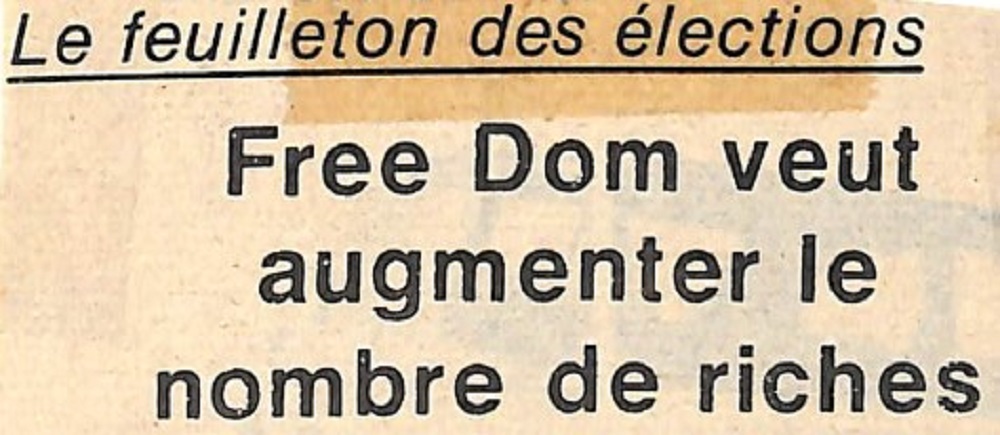 Le feuilleton des élections
Free Dom veut
augmenter le
nombre de riches